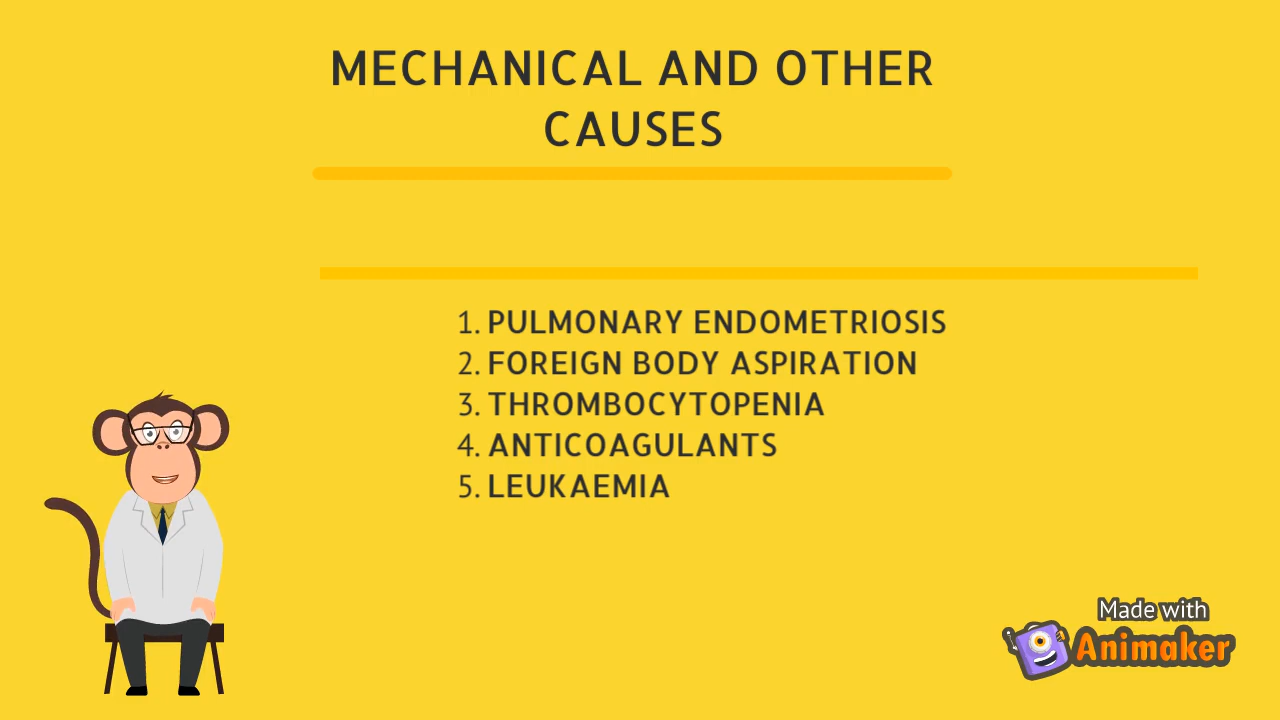 MECHANICAL AND OTHER
CAUSES
1. PULMONARY ENDOMETRIOSIS
2. FOREIGN BODY ASPIRATION
3. THROMBOCYTOPENIA
4. ANTICOAGULANTS
5. LEUKAEMIA
Made with
Animaker